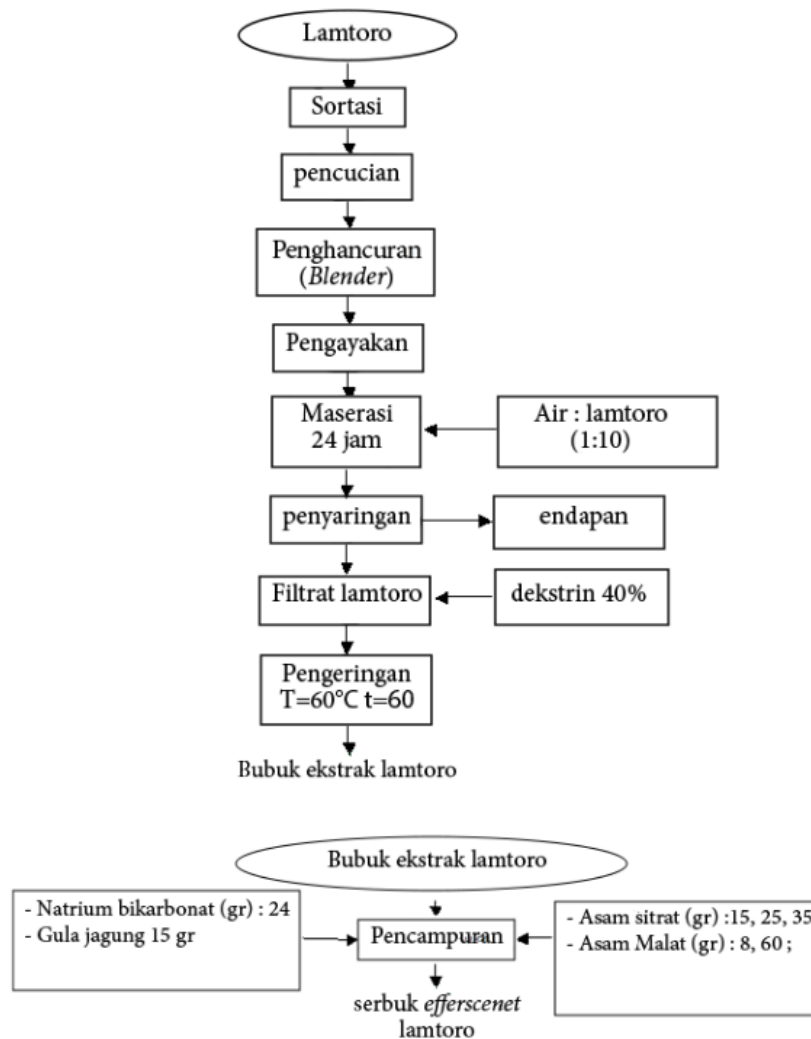 Lamtoro
Sortasi
pencucian
Penghancuran
(Blender)
Pengayakan
Maserasi
24 jam
Air : lamtoro
(1:10)
penyaringan
endapan
Filtrat lamtoro
dekstrin 40%
Pengeringan
T=60°C t=60
Bubuk ekstrak lamtoro
Bubuk ekstrak lamtoro
- Natrium bikarbonat (gr) : 24
- Gula jagung 15 gr
Pencampuran
- Asam sitrat (gr) :15, 25, 35
- Asam Malat (gr) : 8, 60 ;
serbuk efferscenet
lamtoro